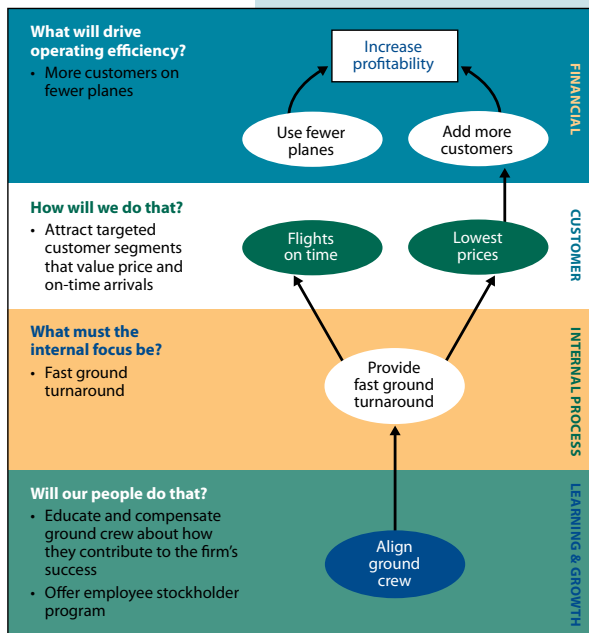 What will drive
operating efficiency?
• More customers on
fewer planes
Increase
profitability
Use fewer
planes
Add more
customers
FINANCIAL
How will we do that?
• Attract targeted
customer segments
that value price and
on-time arrivals
Flights
on time
Lowest
prices
CUSTOMER
What must the
internal focus be?
• Fast ground
turnaround
Provide
fast ground
turnaround
INTERNAL PROCESS
Will our people do that?
• Educate and compensate
ground crew about how
they contribute to the firm's
success
• Offer employee stockholder
program
Align
ground
crew
LEARNING & GROWTH